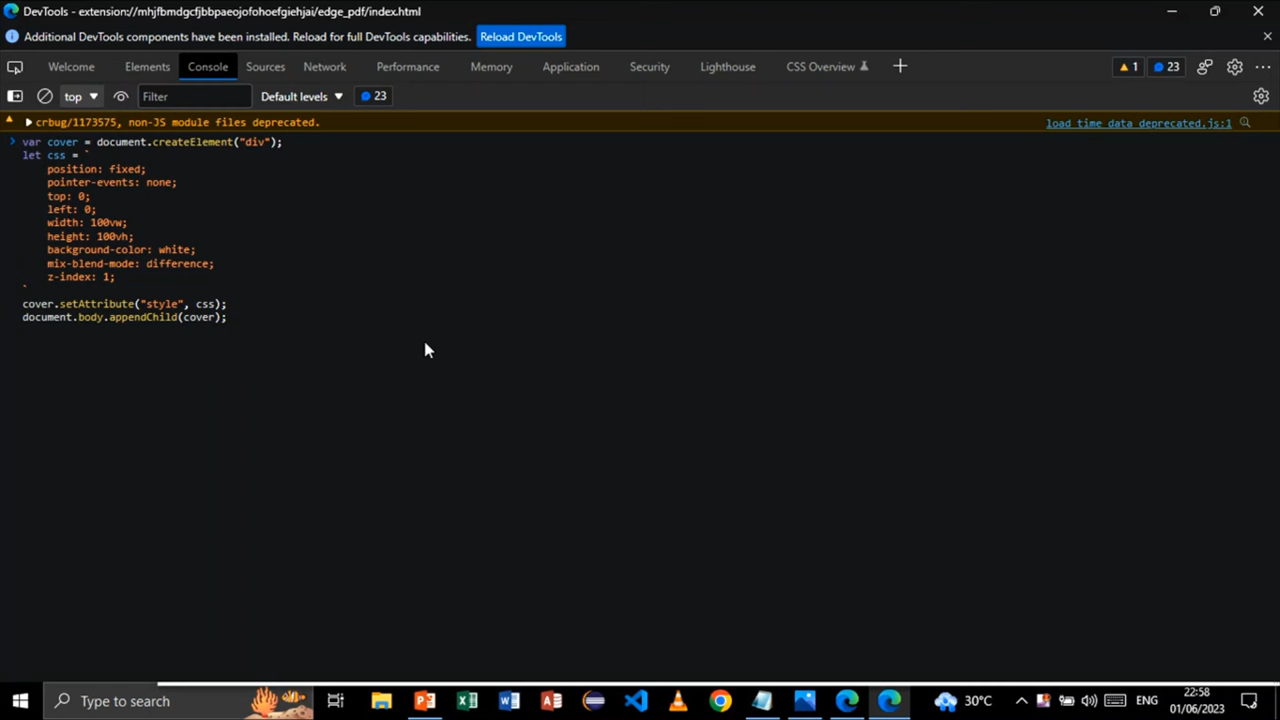 DevTools - extension://mhjfbmdgcfjbbpaeojofohoefgiehjai/edge_pdf/index.html
Additional DevTools components have been installed. Reload for full DevTools capabilities. Reload DevTools
Welcome Elements Console Sources Network Performance Memory Application Security Lighthouse CSS Overview 1 23
top Filter Default levels 23
crbug/1173575, non-JS module files deprecated. load_time_data_deprecated.js:1
var cover = document.createElement("div");
let css = `
position: fixed;
pointer-events: none;
top: 0;
left: 0;
width: 100vw;
height: 100vh;
background-color: white;
mix-blend-mode: difference;
z-index: 1;
`
cover.setAttribute("style", css);
document.body.appendChild(cover);
Type to search 30°C ENG 22:58
01/06/2023